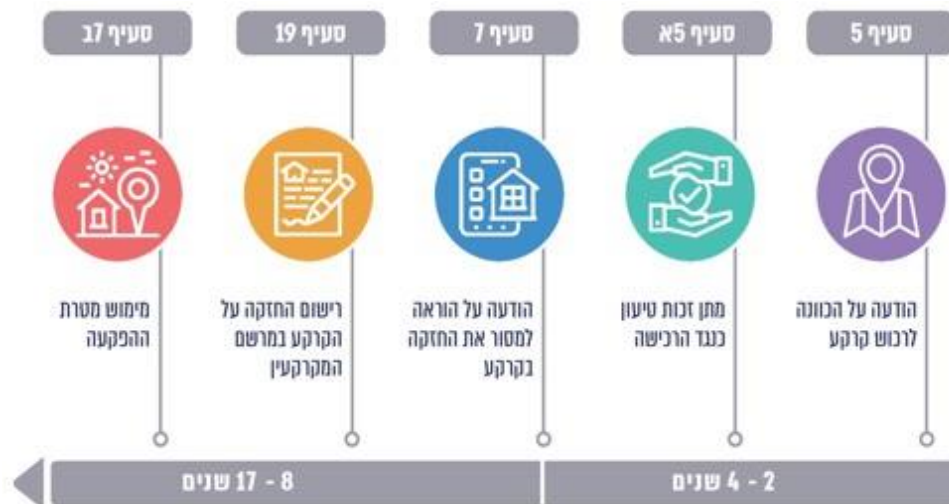 סעיף 5
סעיף 5א
סעיף 7
סעיף 19
סעיף 7ב
הודעה על הכוונה
לרכוש קרקע
מתן זכות טיעון
כנגד הרכישה
הודעה על הוראה
למסור את החזקה
בקרקע
רישום החזקה על
הקרקע במרשם
המקרקעין
מימוש מטרת
ההפקעה
2 - 4 שנים
8 - 17 שנים